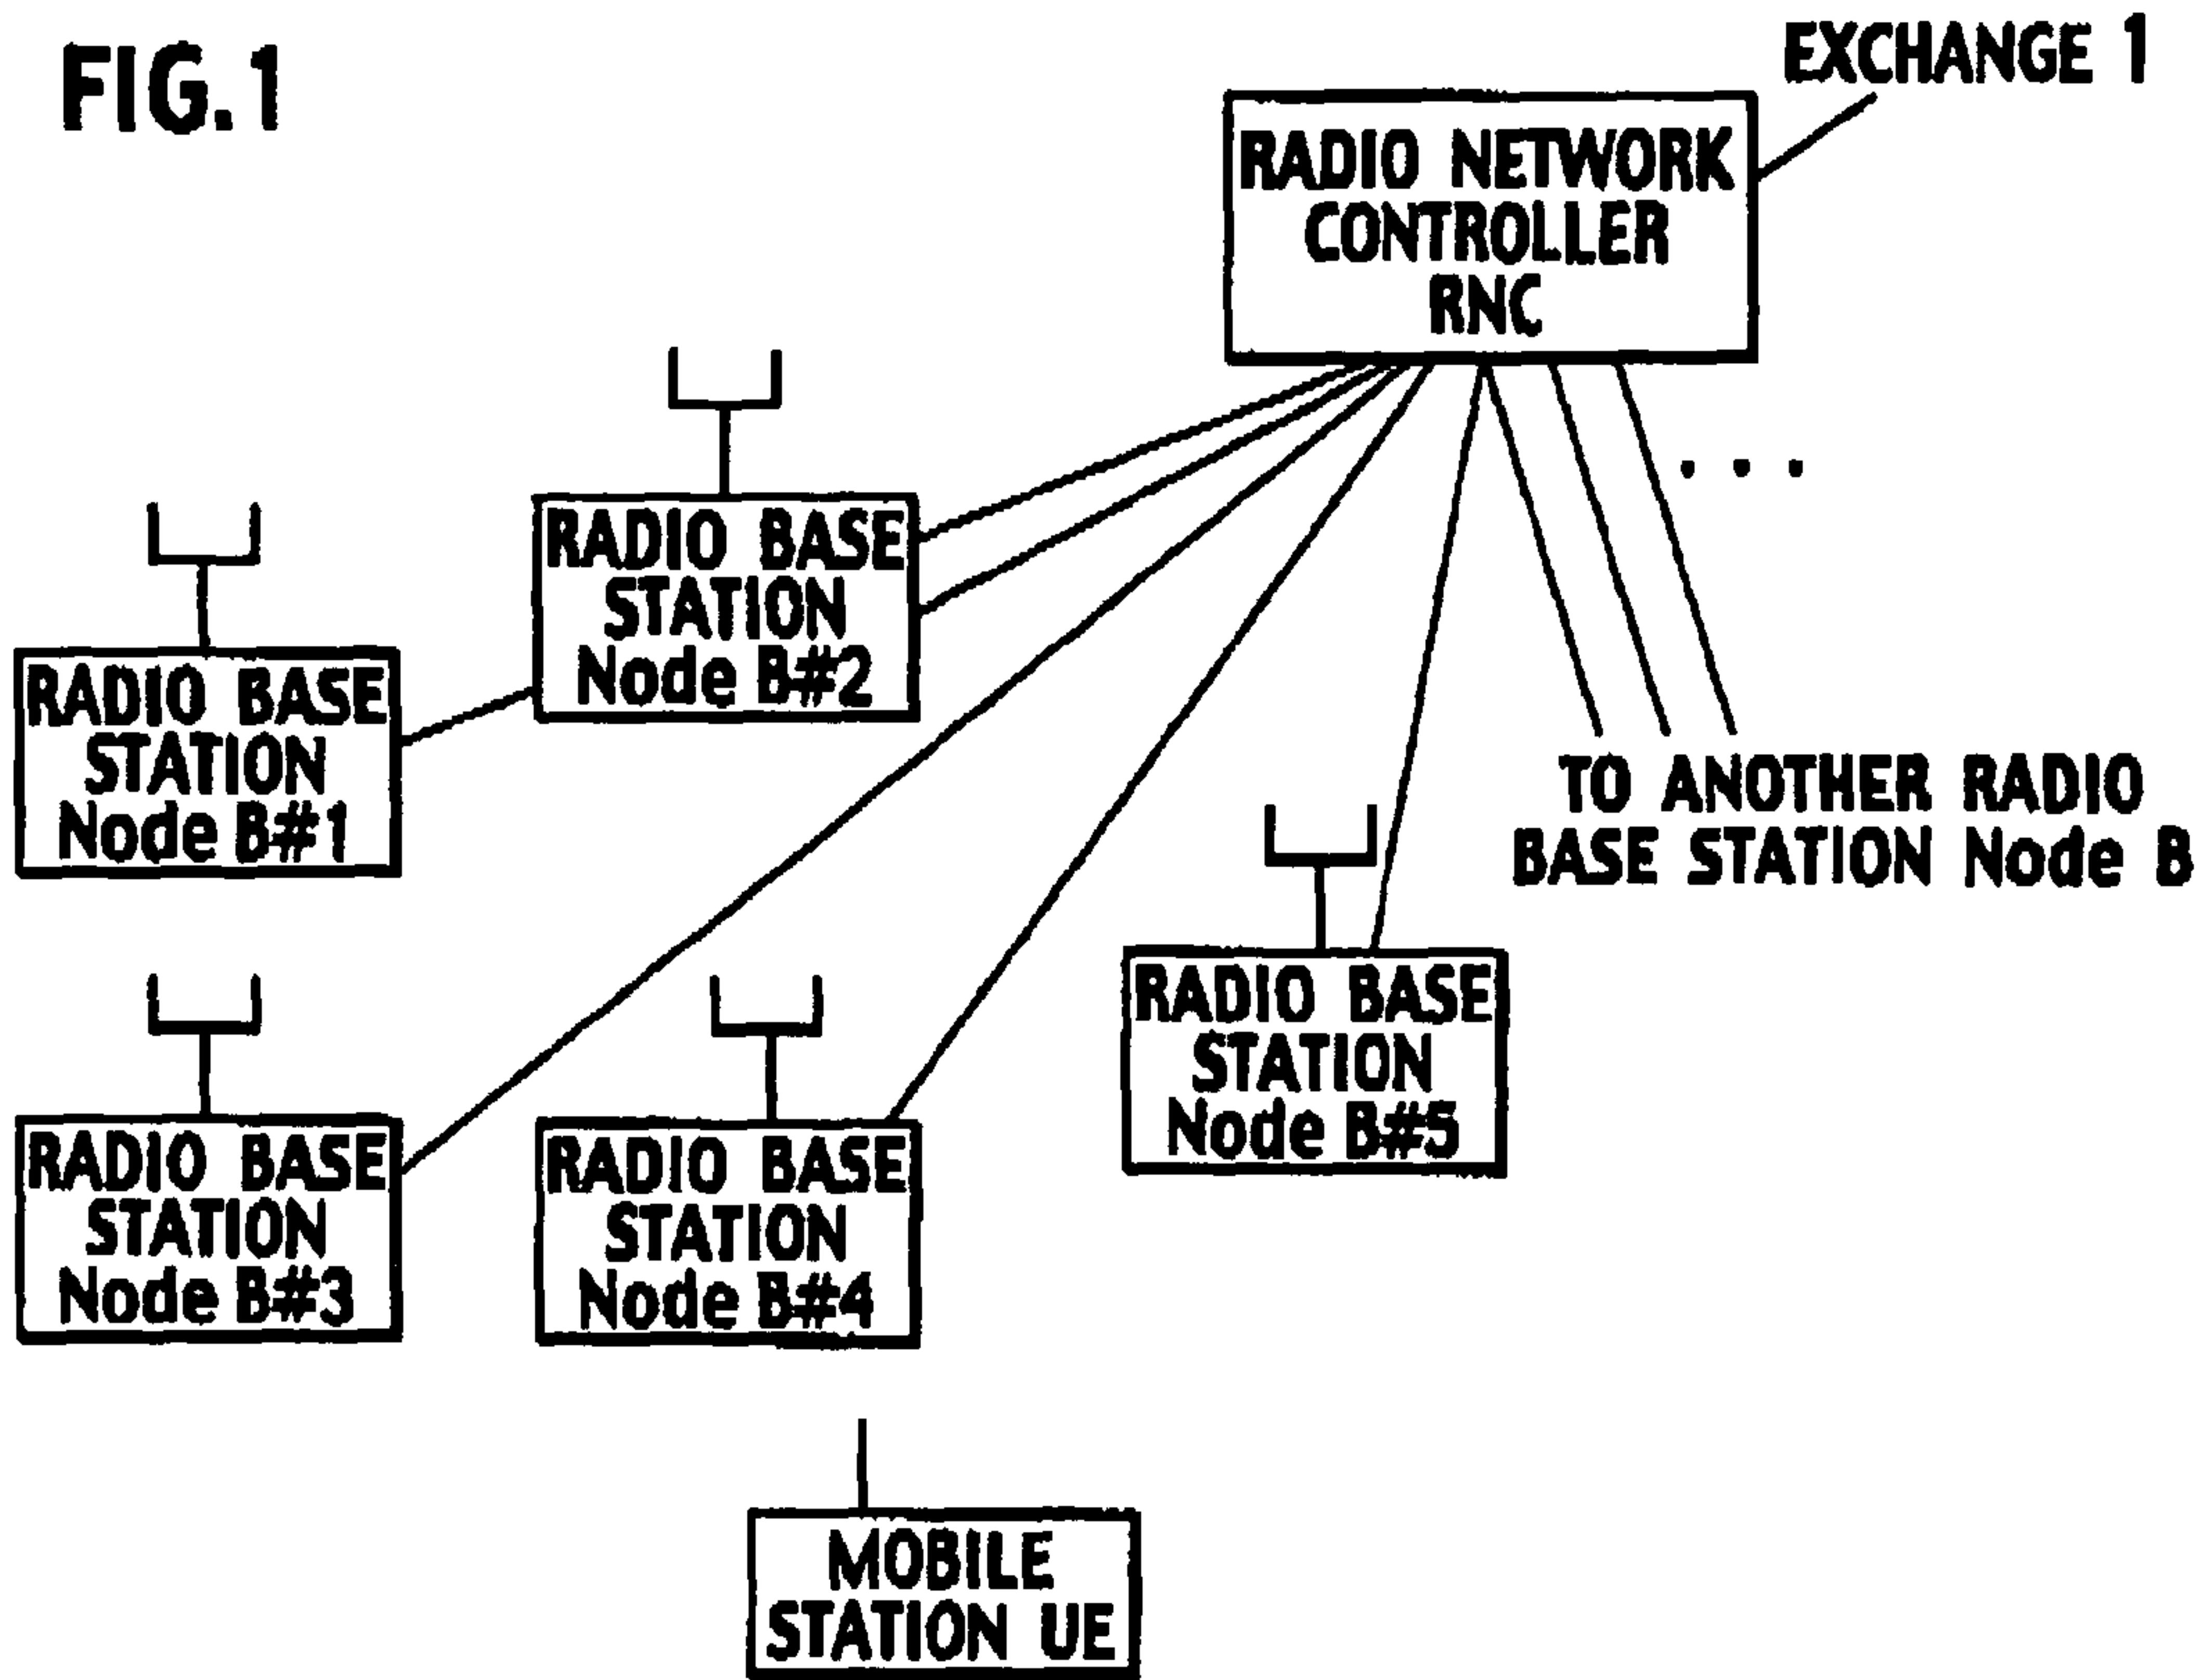 FIG.1
EXCHANGE 1
RADIO NETWORK
CONTROLLER
RNC
RADIO BASE
STATION
Node B#2
RADIO BASE
STATION
Node B#1
TO ANOTHER RADIO
BASE STATION Node B
RADIO BASE
STATION
Node B#5
RADIO BASE
STATION
Node B#3
RADIO BASE
STATION
Node B#4
MOBILE
STATION UE